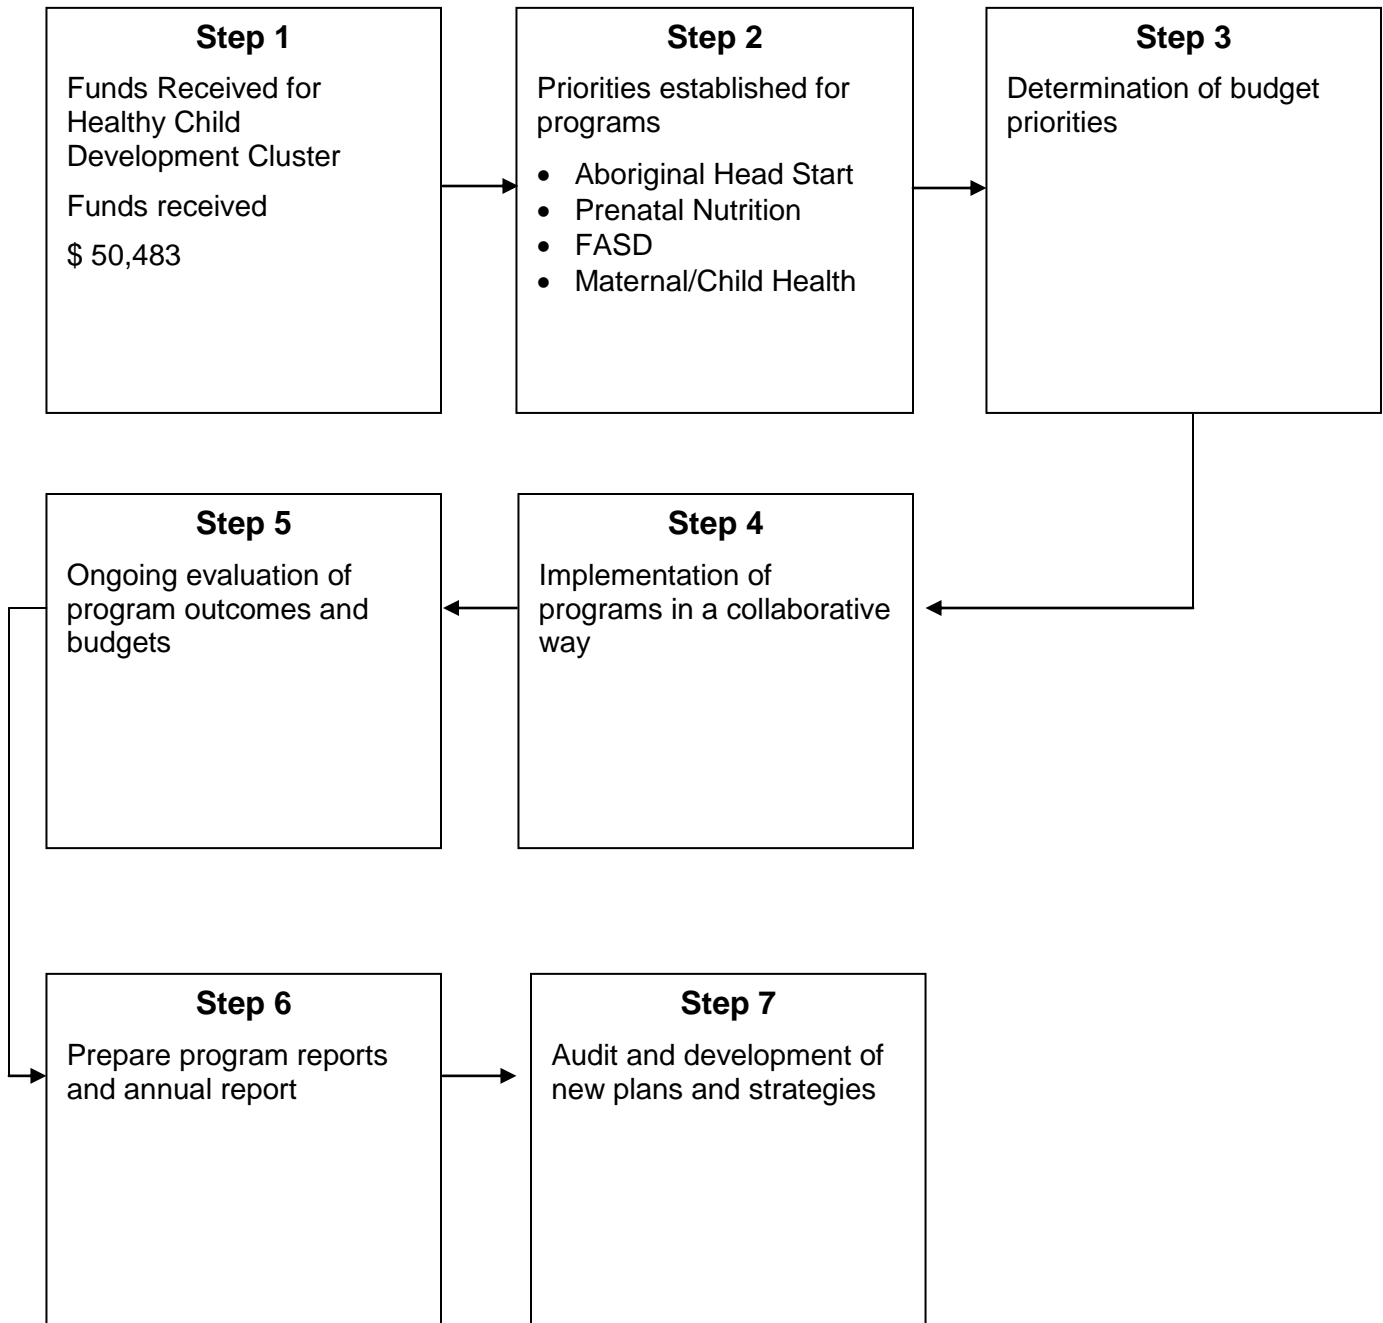 Step 1
Funds Received for
Healthy Child
Development Cluster
Funds received
$ 50,483
Step 2
Priorities established for
programs
• Aboriginal Head Start
• Prenatal Nutrition
• FASD
• Maternal/Child Health
Step 3
Determination of budget
priorities
Step 4
Implementation of
programs in a collaborative
way
Step 5
Ongoing evaluation of
program outcomes and
budgets
Step 6
Prepare program reports
and annual report
Step 7
Audit and development of
new plans and strategies